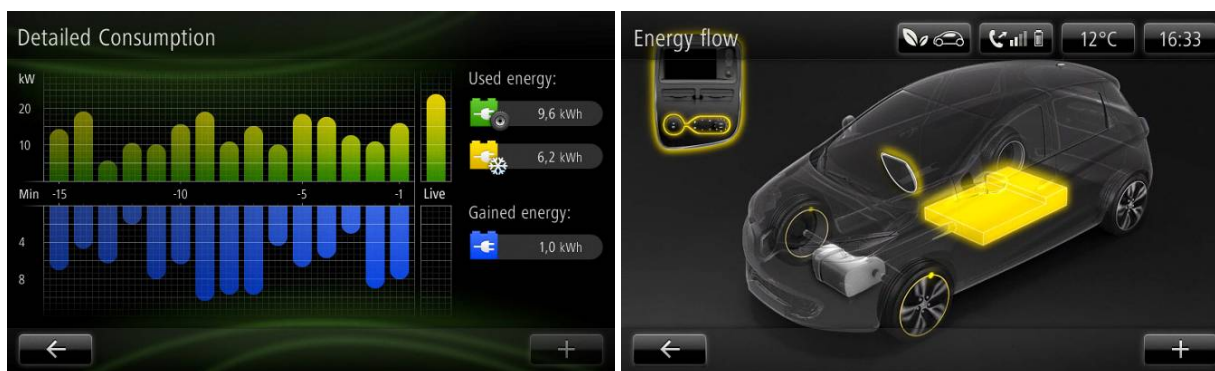 Detailed Consumption
kW
20
10
Min -15 -10 -5 -1 Live
4
8
Used energy:
9,6 kWh
6,2 kWh
Gained energy:
1,0 kWh
Energy flow
12°C
16:33